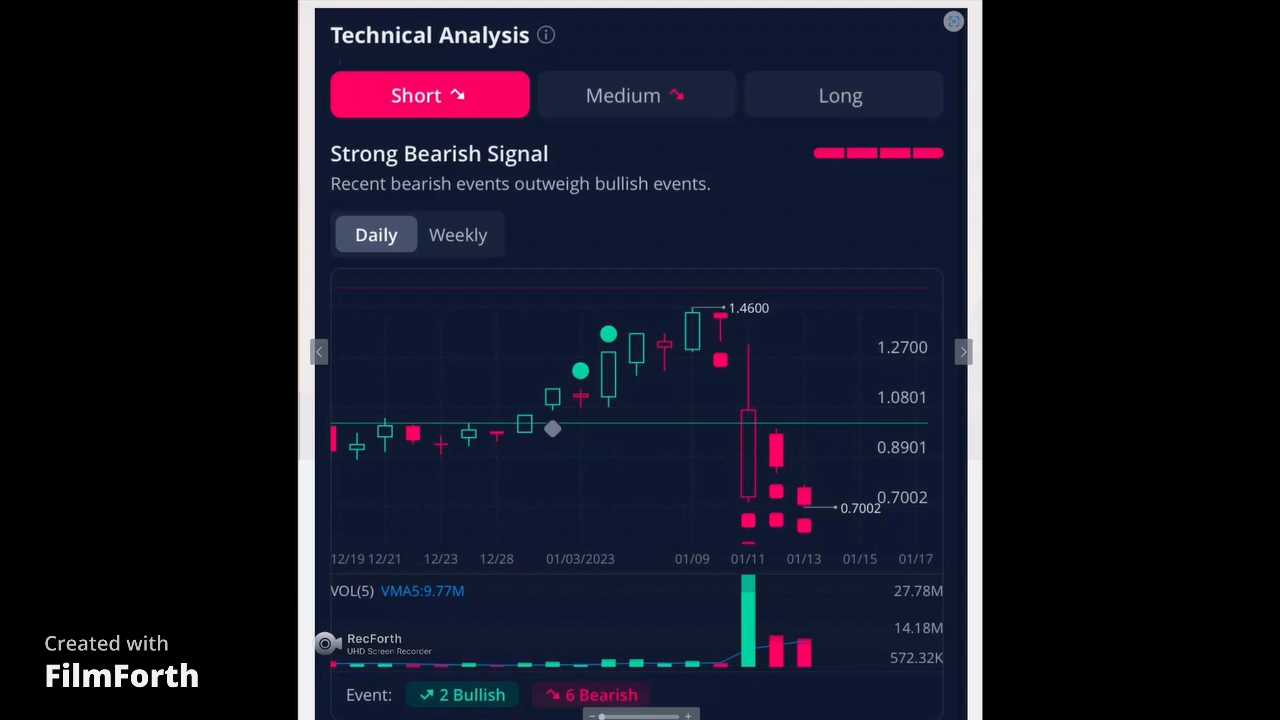 Technical Analysis
Short Medium Long
Strong Bearish Signal
Recent bearish events outweigh bullish events.
Daily Weekly
1.4600
1.2700
1.0801
0.8901
0.7002
0.7002
12/19 12/21 12/23 12/28 01/03/2023 01/09 01/11 01/13 01/15 01/17
VOL(5) VMA5:9.77M 27.78M
14.18M
572.32K
RecForth
UHD Screen Recorder
Created with
FilmForth
Event: 2 Bullish 6 Bearish